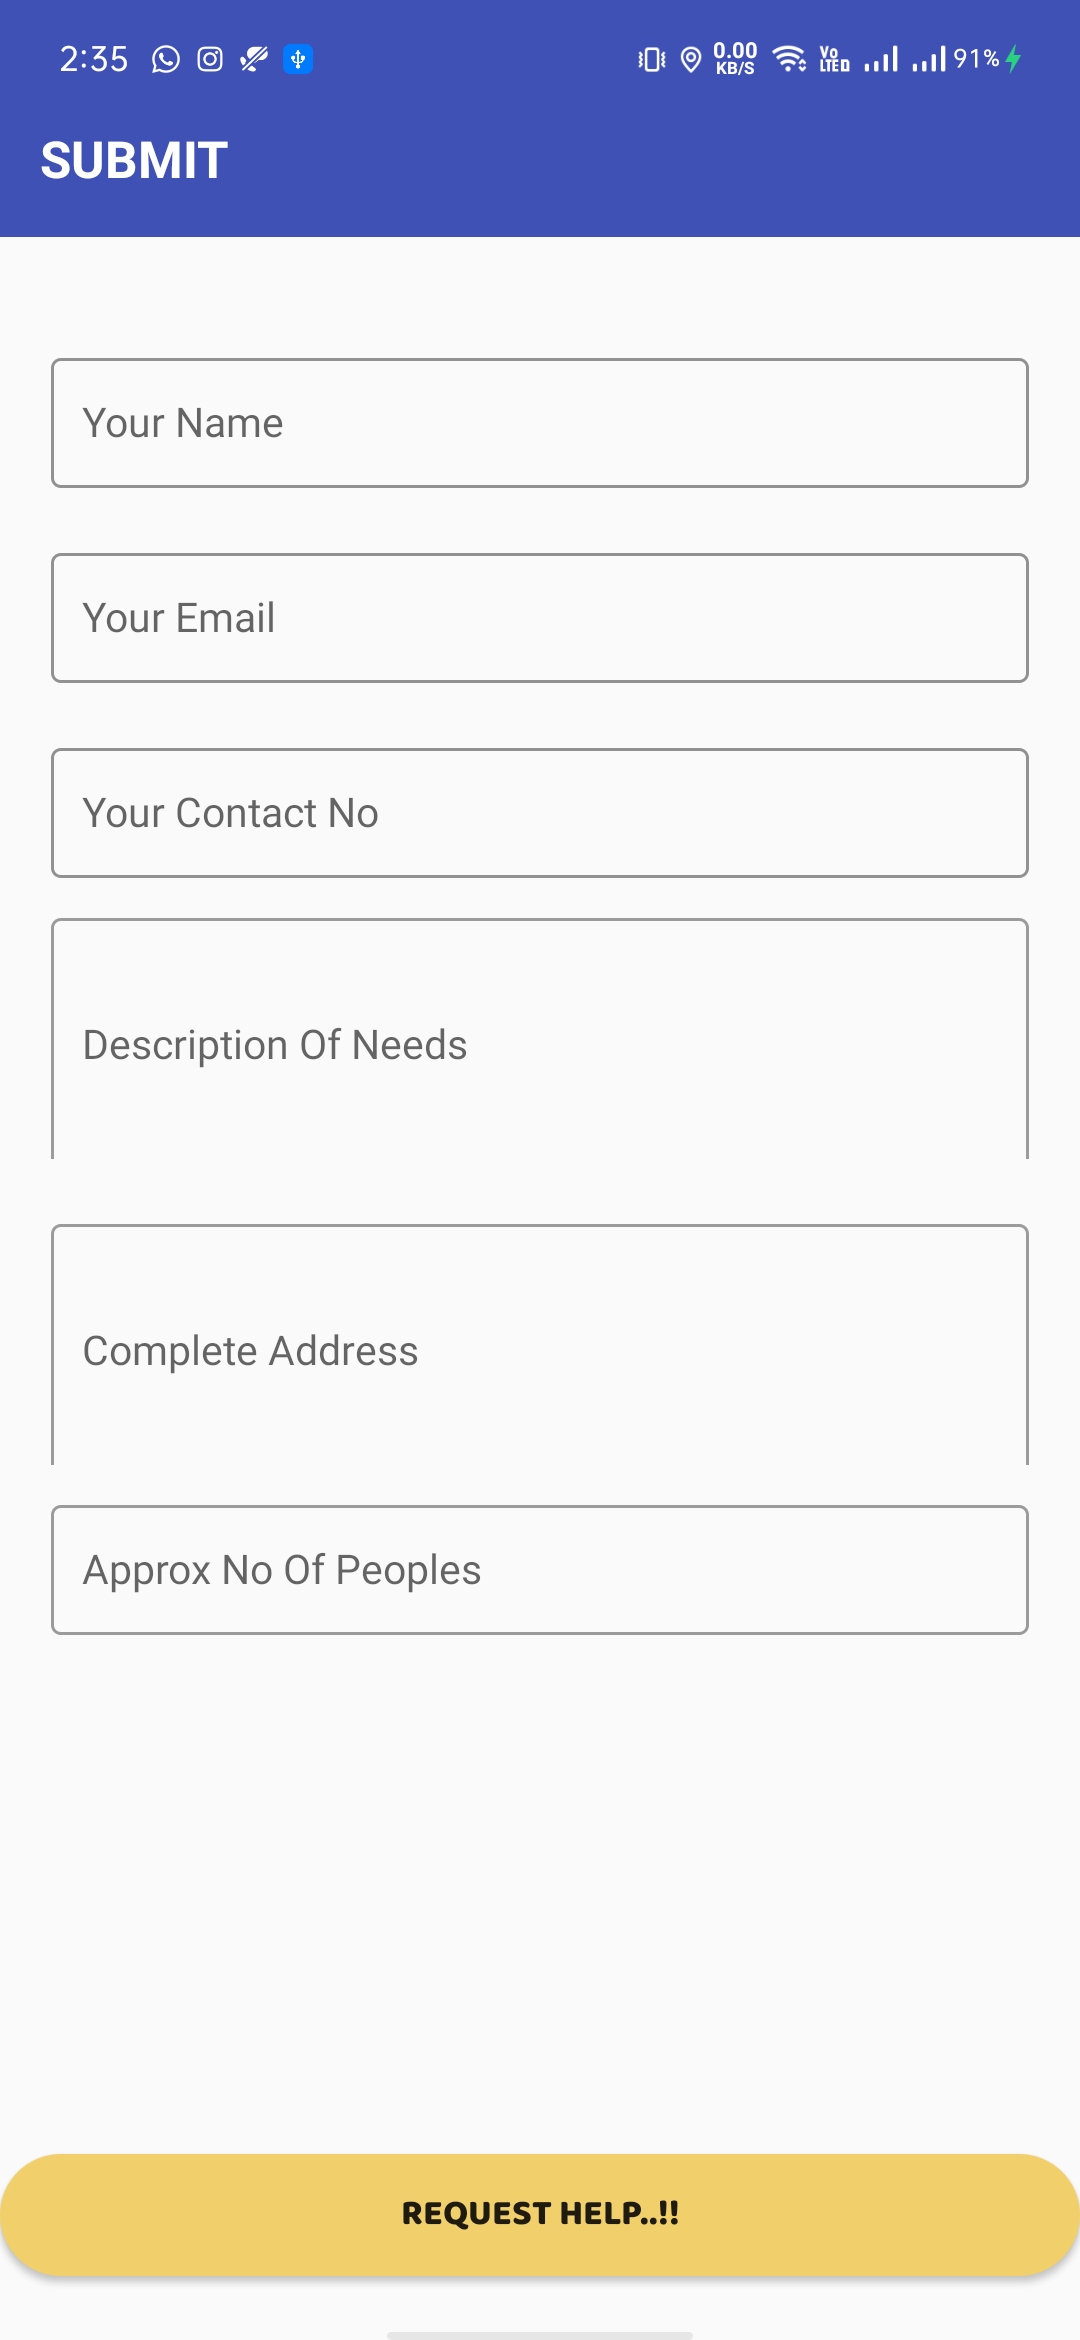 2:35 0.00 KB/S Vo LTED 91%
SUBMIT
Your Name
Your Email
Your Contact No
Description Of Needs
Complete Address
Approx No Of Peoples
REQUEST HELP..!!